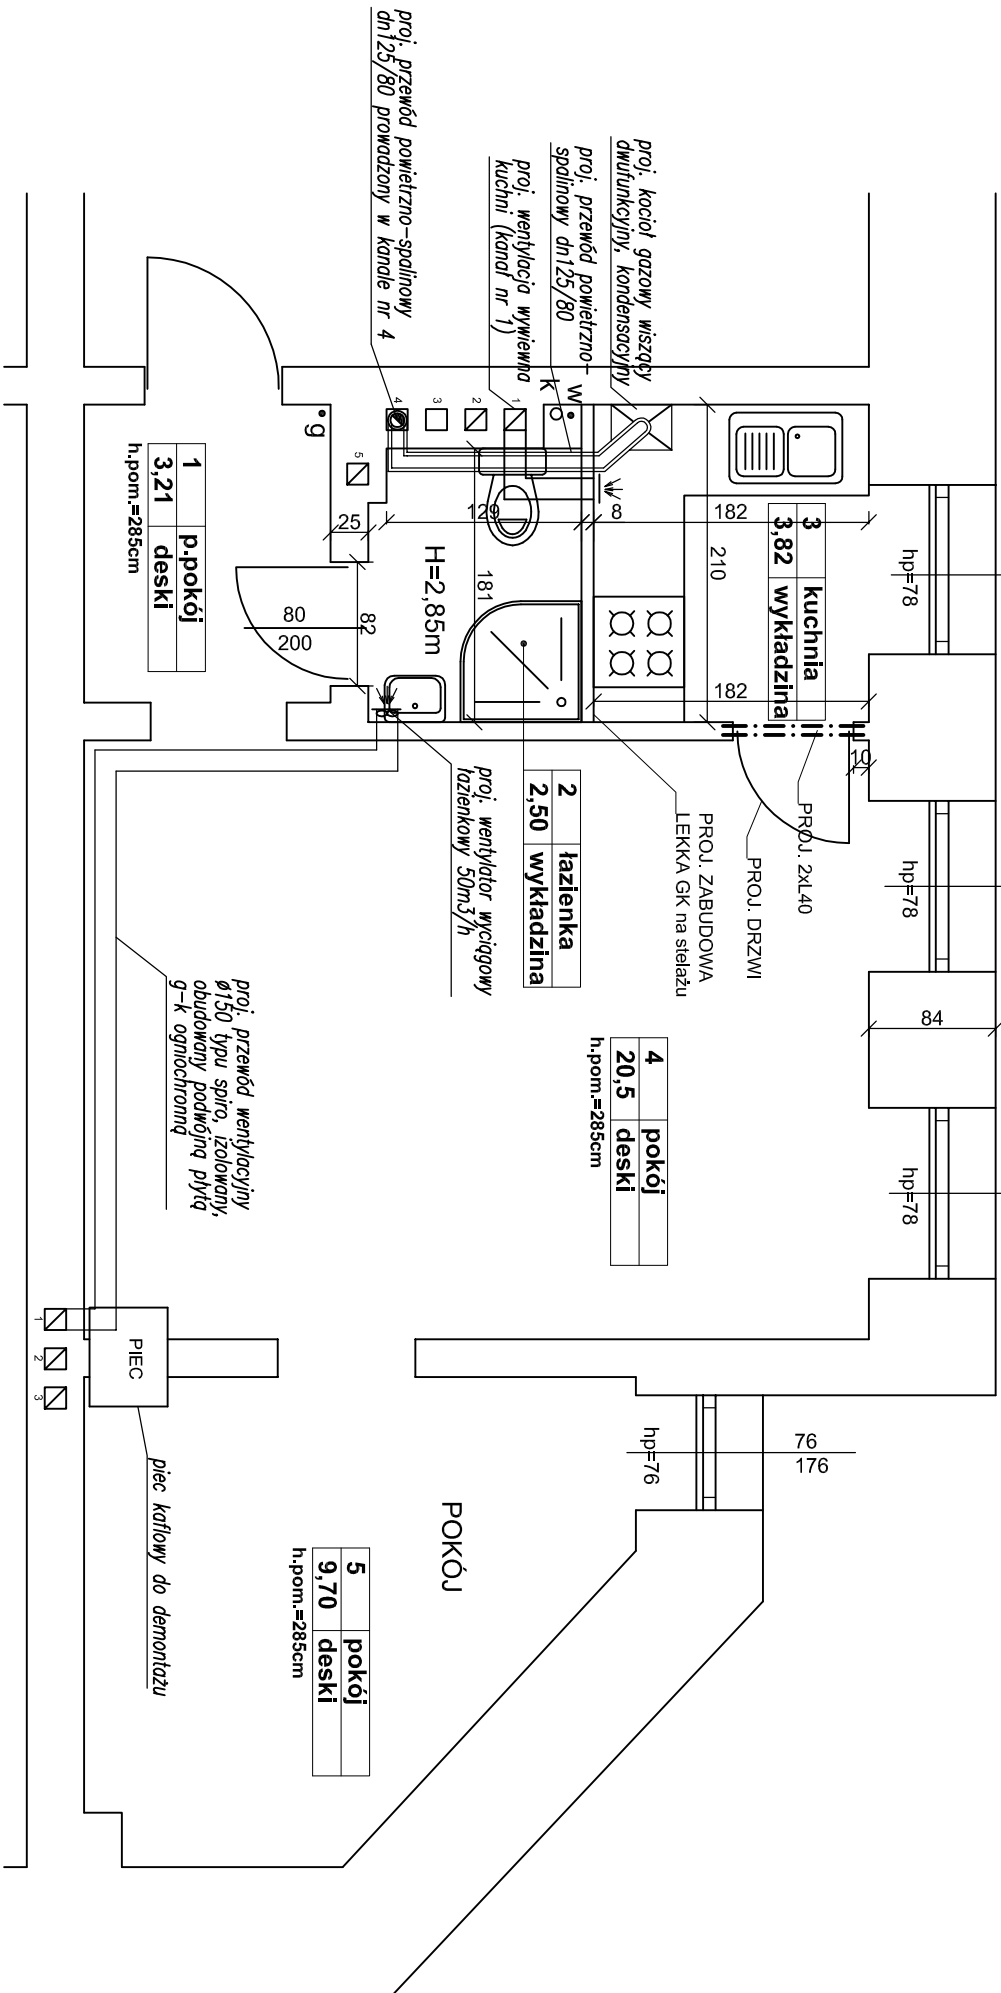 proj. przewód powietrzno-spalinowy
dn125/80 prowadzony w kanale nr 4
proj. wentylacja wywiewna
kuchni (kanał nr 1)
proj. przewód powietrzno-
spalinowy dn125/80
proj. kocioł gazowy wiszący
dwufunkcyjny, kondensacyjny
w
k
g
1
2
3
4
5
1 p.pokój
3,21 deski
h.pom.=285cm
25
129
8
182
210
181
82
80
200
H=2,85m
3 kuchnia
3,82 wykładzina
182
10
hp=78
hp=78
hp=78
84
PROJ. 2xL40
PROJ. DRZWI
PROJ. ZABUDOWA
LEKKA GK na stelażu
2 łazienka
2,50 wykładzina
proj. wentylator wyciągowy
łazienkowy 50m3/h
4 pokój
20,5 deski
h.pom.=285cm
proj. przewód wentylacyjny
ø150 typu spiro, izolowany,
obudowany podwójną płytą
g-k ogniochronną
PIEC
1
2
3
piec kaflowy do demontażu
hp=76
76
176
POKÓJ
5 pokój
9,70 deski
h.pom.=285cm